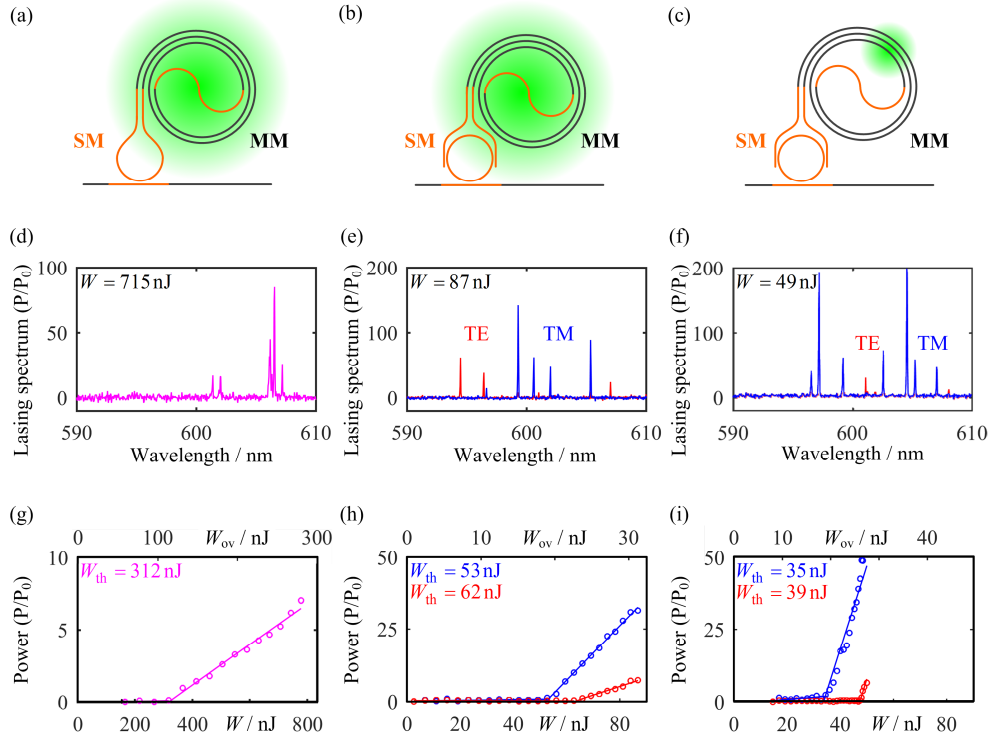 (a) (b) (c)
SM MM SM MM SM MM
(d) (e) (f)
Lasing spectrum (P/P0)
100
50
0
W = 715 nJ
590 600 610
Wavelength / nm
Lasing spectrum (P/P0)
200
100
0
W = 87 nJ
TE TM
590 600 610
Wavelength / nm
Lasing spectrum (P/P0)
200
100
0
W = 49 nJ
TE TM
590 600 610
Wavelength / nm
(g) (h) (i)
0 100 Wov / nJ 300
Power (P/P0)
10
5
0
Wth = 312 nJ
0 200 400 600 800
W / nJ
0 10 Wov / nJ 30
Power (P/P0)
50
25
0
Wth = 53 nJ
Wth = 62 nJ
0 20 40 W / nJ 80
0 10 Wov / nJ 40
Power (P/P0)
50
25
0
Wth = 35 nJ
Wth = 39 nJ
0 20 40 W / nJ 80